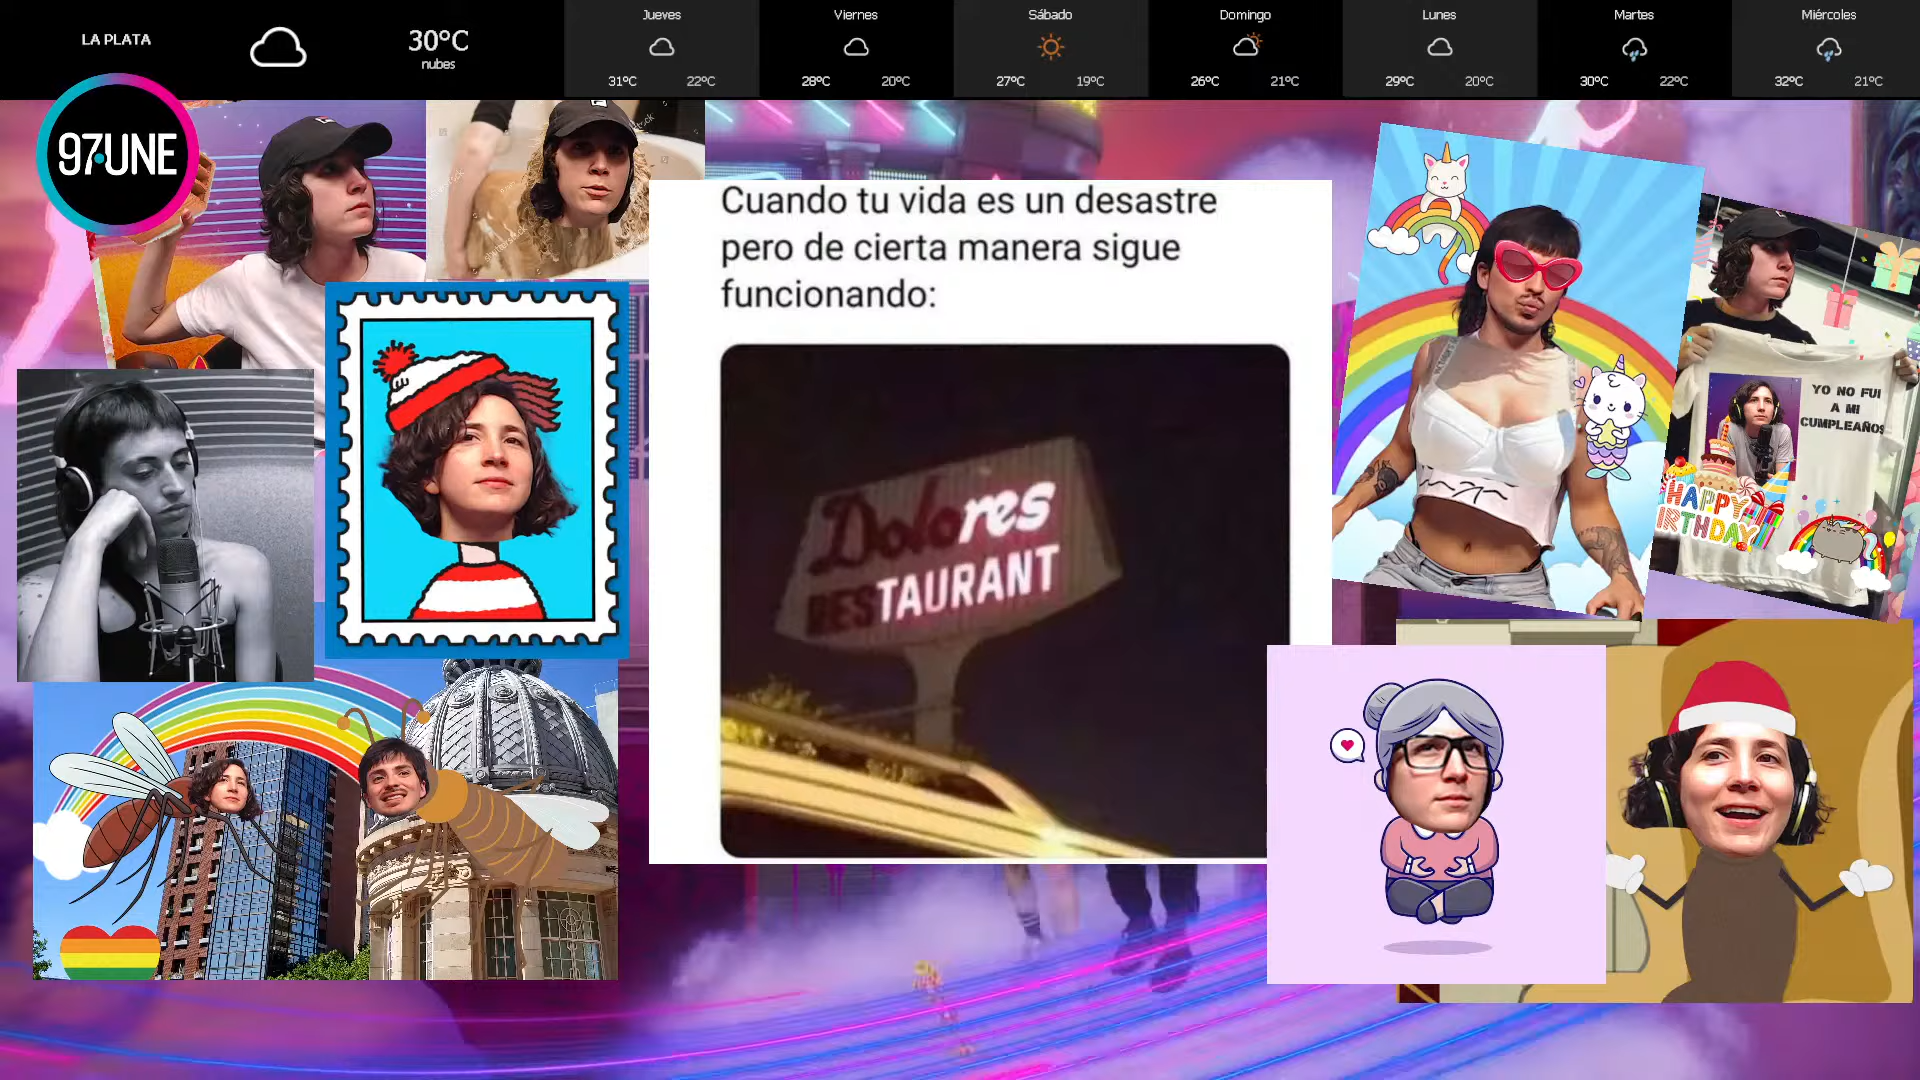 LA PLATA
30°C
nubes
Jueves
31°C 22°C
Viernes
28°C 20°C
Sábado
27°C 19°C
Domingo
26°C 21°C
Lunes
29°C 20°C
Martes
30°C 22°C
Miércoles
32°C 21°C
97UNE
Cuando tu vida es un desastre
pero de cierta manera sigue
funcionando:
Dolores
RESTAURANT
YO NO FUI
A MI
CUMPLEAÑOS
HAPPY
BIRTHDAY